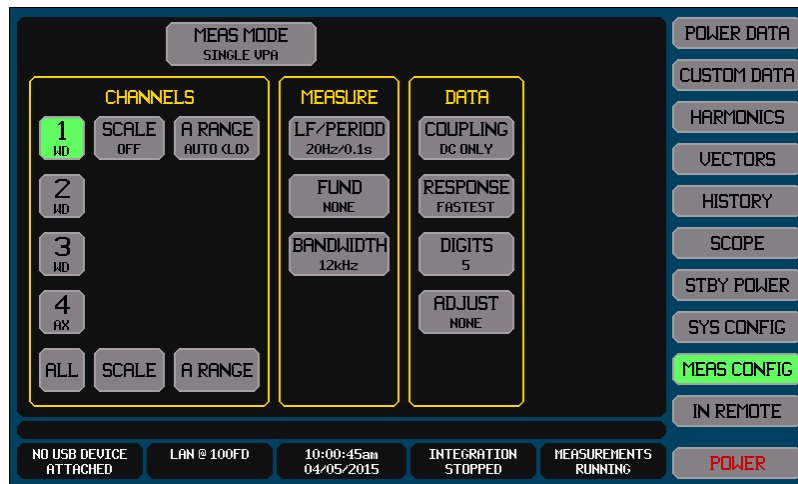 MEAS MODE
SINGLE VPA
CHANNELS
MEASURE
DATA
1
WD
SCALE
OFF
A RANGE
AUTO (LO)
LF/PERIOD
20Hz/0.1s
COUPLING
DC ONLY
2
WD
FUND
NONE
RESPONSE
FASTEST
3
WD
BANDWIDTH
12kHz
DIGITS
5
4
AX
ADJUST
NONE
ALL
SCALE
A RANGE
POWER DATA
CUSTOM DATA
HARMONICS
VECTORS
HISTORY
SCOPE
STBY POWER
SYS CONFIG
MEAS CONFIG
IN REMOTE
POWER
NO USB DEVICE
ATTACHED
LAN @ 100FD
10:00:45am
04/05/2015
INTEGRATION
STOPPED
MEASUREMENTS
RUNNING